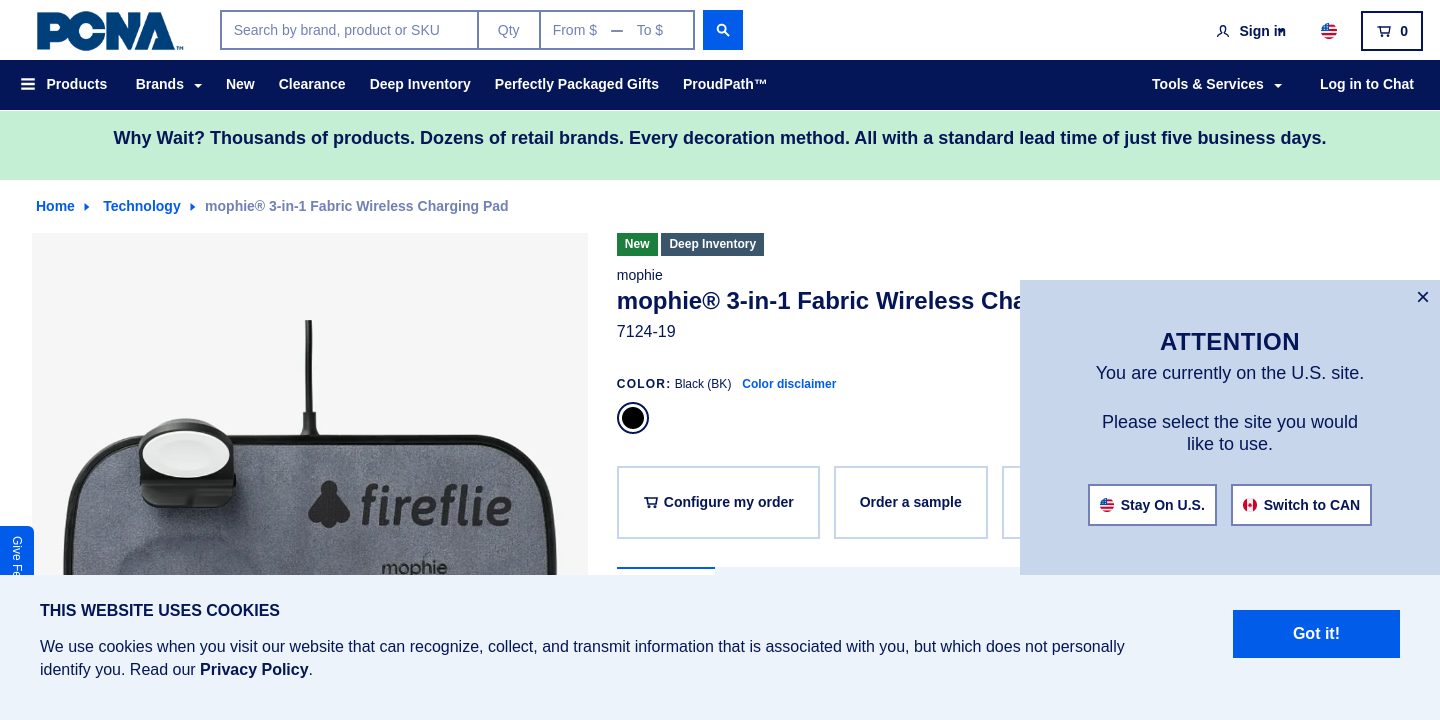 PCNA™
Search by brand, product or SKU
Qty
From $ — To $
Sign in
0
Products
Brands
New
Clearance
Deep Inventory
Perfectly Packaged Gifts
ProudPath™
Tools & Services
Log in to Chat
Why Wait? Thousands of products. Dozens of retail brands. Every decoration method. All with a standard lead time of just five business days.
Home
Technology
mophie® 3-in-1 Fabric Wireless Charging Pad
New
Deep Inventory
mophie
mophie® 3-in-1 Fabric Wireless
7124-19
COLOR: Black (BK) Color disclaimer
Configure my order
Order a sample
fireflie
mophie
Give
ATTENTION
You are currently on the U.S. site.
Please select the site you would
like to use.
Stay On U.S.
Switch to CAN
THIS WEBSITE USES COOKIES
We use cookies when you visit our website that can recognize, collect, and transmit information that is associated with you, but which does not personally
identify you. Read our Privacy Policy.
Got it!